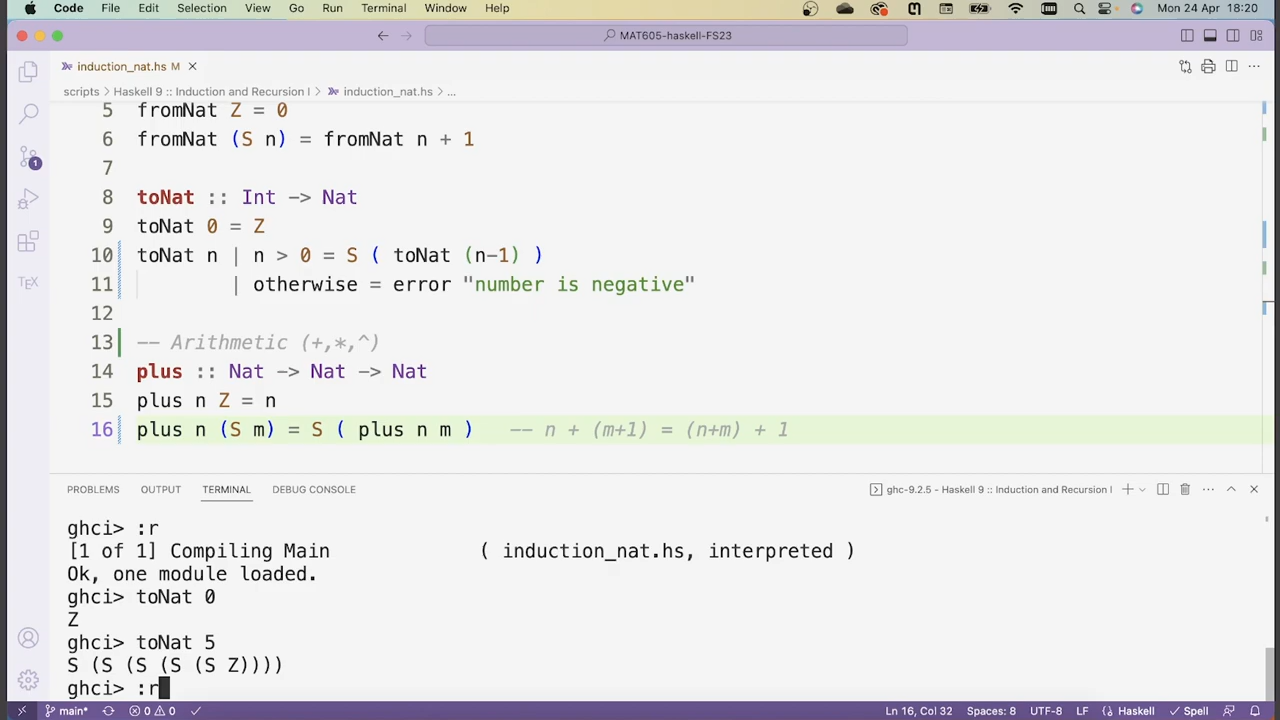 Code File Edit Selection View Go Run Terminal Window Help Mon 24 Apr 18:20
MAT605-haskell-FS23
induction_nat.hs M
scripts > Haskell 9 :: Induction and Recursion I > induction_nat.hs > ...
5 fromNat Z = 0
6 fromNat (S n) = fromNat n + 1
7
8 toNat :: Int -> Nat
9 toNat 0 = Z
10 toNat n | n > 0 = S ( toNat (n-1) )
11 | otherwise = error "number is negative"
12
13 -- Arithmetic (+,*,^)
14 plus :: Nat -> Nat -> Nat
15 plus n Z = n
16 plus n (S m) = S ( plus n m ) -- n + (m+1) = (n+m) + 1
1
TEX
PROBLEMS OUTPUT TERMINAL DEBUG CONSOLE ghc-9.2.5 - Haskell 9 :: Induction and Recursion I
ghci> :r
[1 of 1] Compiling Main ( induction_nat.hs, interpreted )
Ok, one module loaded.
ghci> toNat 0
Z
ghci> toNat 5
S (S (S (S (S Z))))
ghci> :r
main* 0 0 Ln 16, Col 32 Spaces: 8 UTF-8 LF Haskell Spell